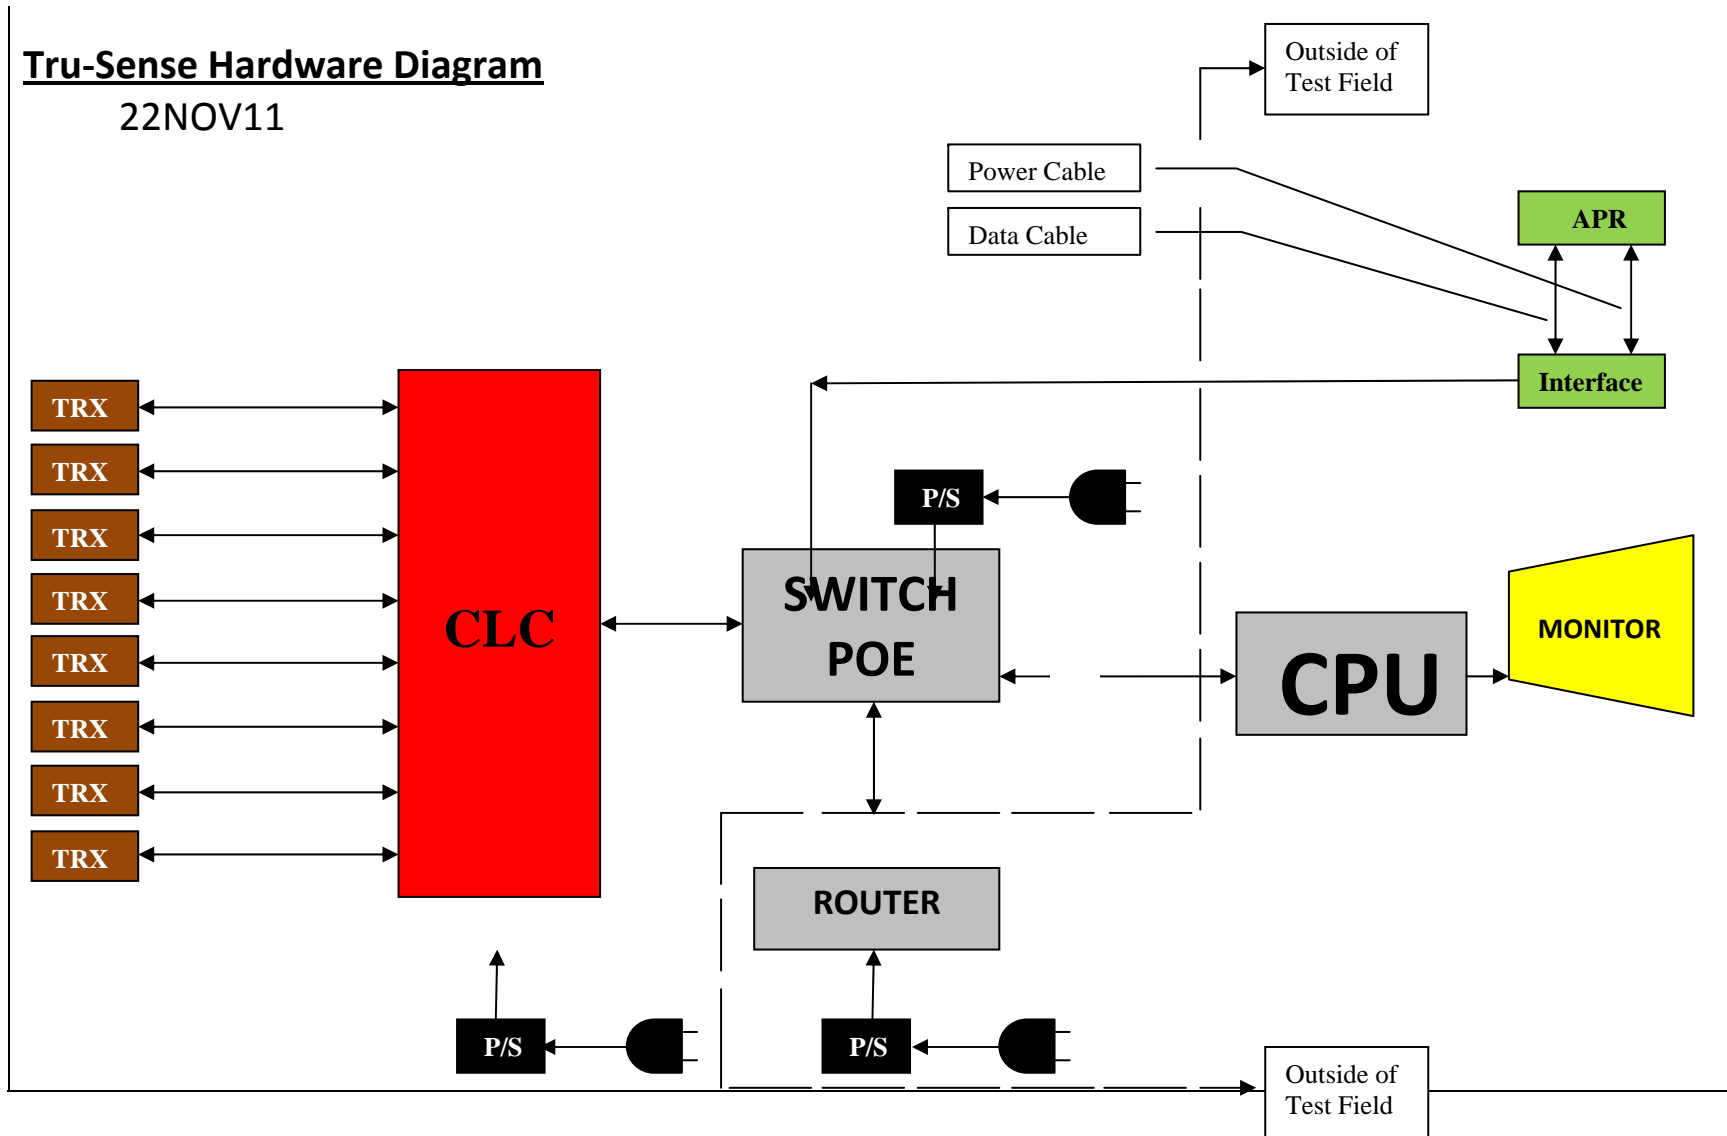 Tru-Sense Hardware Diagram
22NOV11
Outside of
Test Field
Power Cable
Data Cable
APR
Interface
TRX
TRX
TRX
TRX
TRX
TRX
TRX
TRX
CLC
P/S
SWITCH
POE
CPU
MONITOR
ROUTER
P/S
P/S
Outside of
Test Field